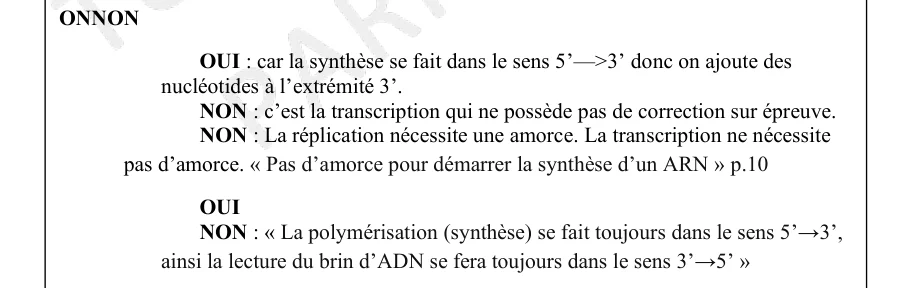 ONNON
OUI : car la synthèse se fait dans le sens 5’—>3’ donc on ajoute des
nucléotides à l’extrémité 3’.
NON : c’est la transcription qui ne possède pas de correction sur épreuve.
NON : La réplication nécessite une amorce. La transcription ne nécessite
pas d’amorce. « Pas d’amorce pour démarrer la synthèse d’un ARN » p.10
OUI
NON : « La polymérisation (synthèse) se fait toujours dans le sens 5’→3’,
ainsi la lecture du brin d’ADN se fera toujours dans le sens 3’→5’ »